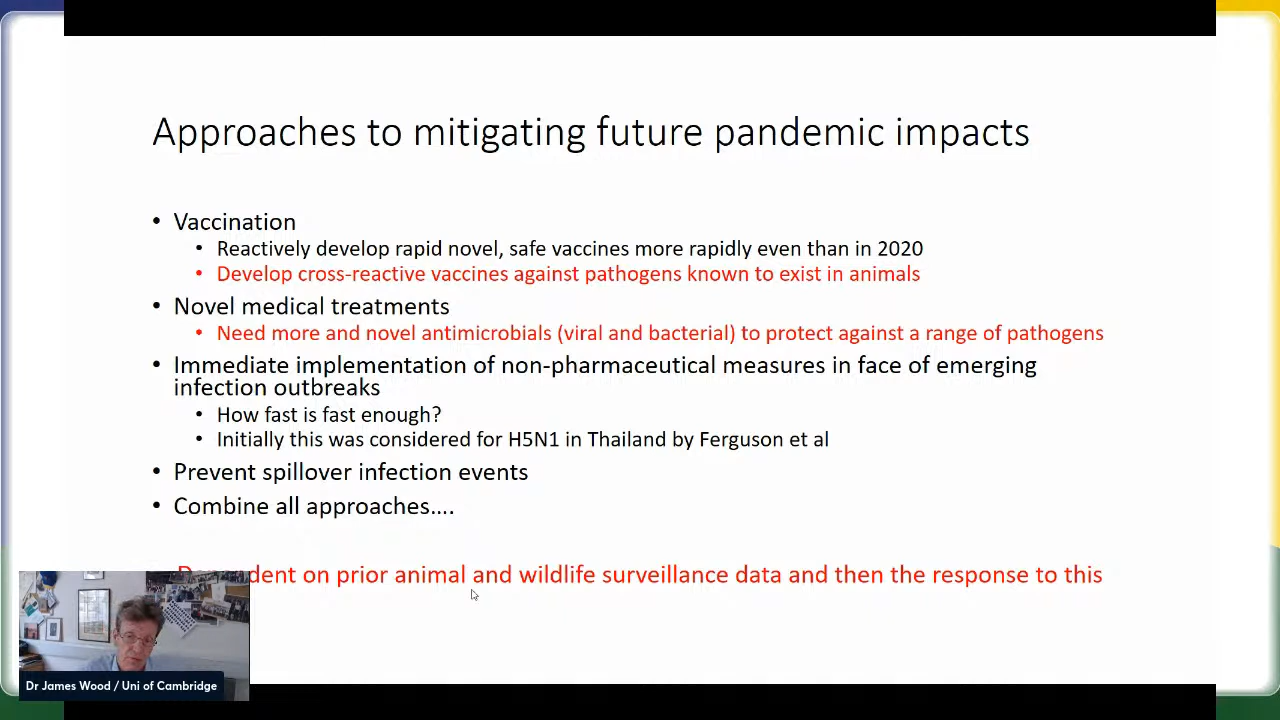 Approaches to mitigating future pandemic impacts
• Vaccination
• Reactively develop rapid novel, safe vaccines more rapidly even than in 2020
• Develop cross-reactive vaccines against pathogens known to exist in animals
• Novel medical treatments
• Need more and novel antimicrobials (viral and bacterial) to protect against a range of pathogens
• Immediate implementation of non-pharmaceutical measures in face of emerging
infection outbreaks
• How fast is fast enough?
• Initially this was considered for H5N1 in Thailand by Ferguson et al
• Prevent spillover infection events
• Combine all approaches....
on prior animal and wildlife surveillance data and then the response to this
Dr James Wood / Uni of Cambridge